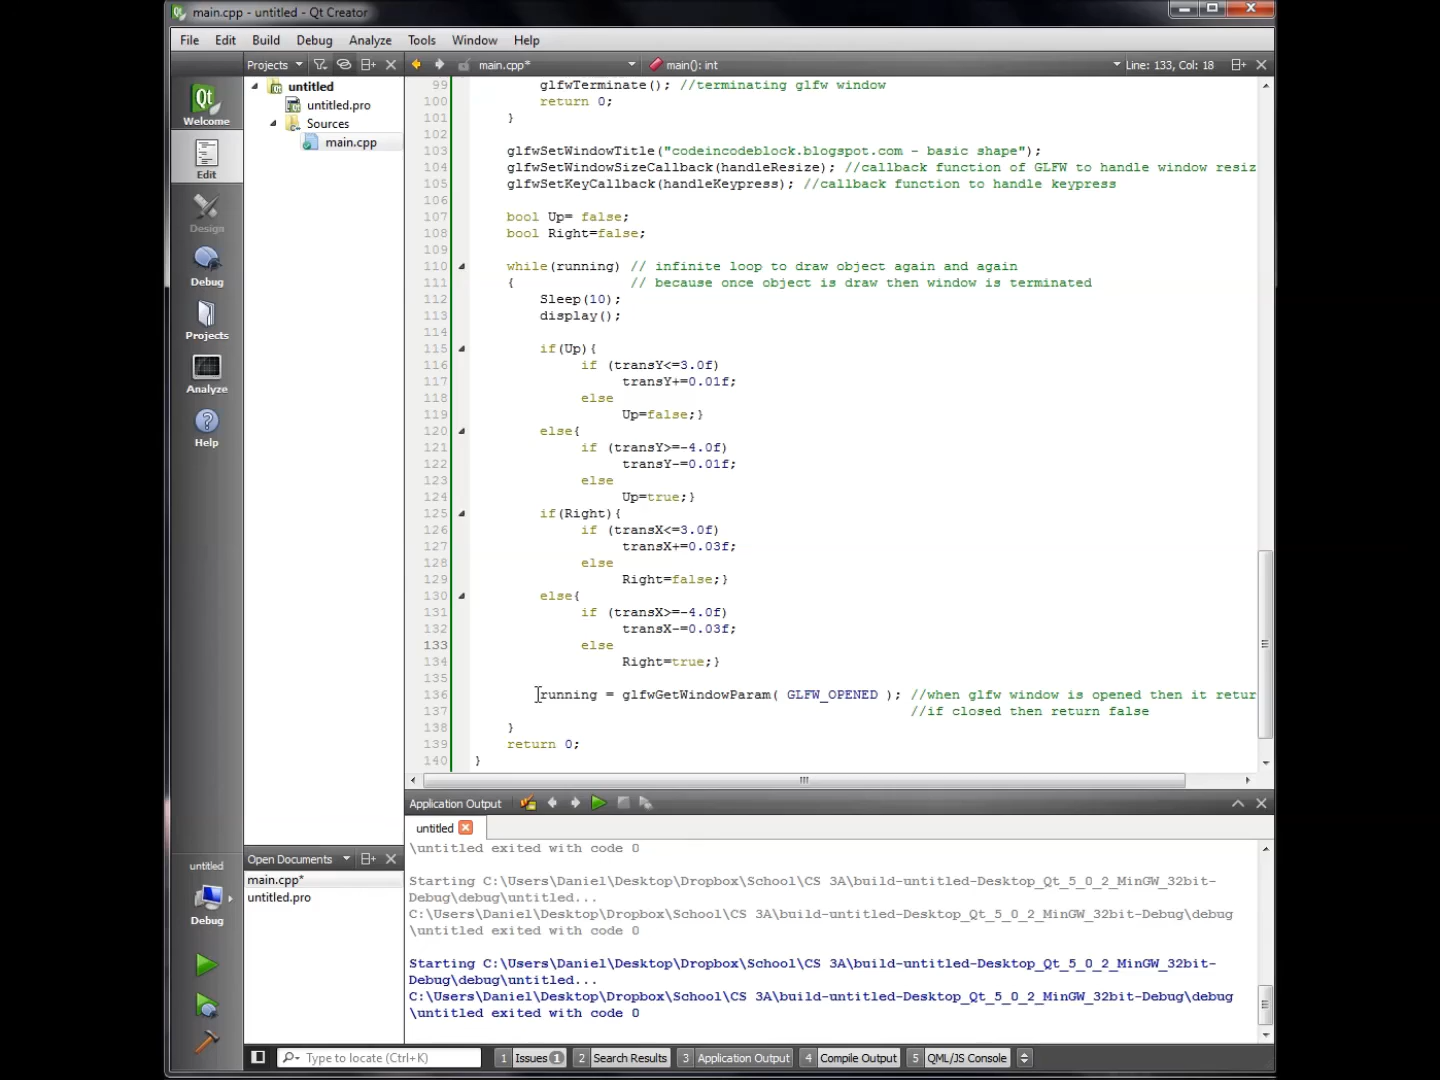 main.cpp - untitled - Qt Creator
File Edit Build Debug Analyze Tools Window Help
Projects
main.cpp*
main(): int
Line: 133, Col: 18
Welcome
Edit
Design
Debug
Projects
Analyze
Help
untitled
untitled.pro
Sources
main.cpp
99 glfwTerminate(); //terminating glfw window
100 return 0;
101 }
102
103 glfwSetWindowTitle("codeincodeblock.blogspot.com - basic shape");
104 glfwSetWindowSizeCallback(handleResize); //callback function of GLFW to handle window resiz
105 glfwSetKeyCallback(handleKeypress); //callback function to handle keypress
106
107 bool Up= false;
108 bool Right=false;
109
110 while(running) // infinite loop to draw object again and again
111 { // because once object is draw then window is terminated
112 Sleep(10);
113 display();
114
115 if(Up){
116 if (transY<=3.0f)
117 transY+=0.01f;
118 else
119 Up=false;}
120 else{
121 if (transY>=-4.0f)
122 transY-=0.01f;
123 else
124 Up=true;}
125 if(Right){
126 if (transX<=3.0f)
127 transX+=0.03f;
128 else
129 Right=false;}
130 else{
131 if (transX>=-4.0f)
132 transX-=0.03f;
133 else
134 Right=true;}
135
136 running = glfwGetWindowParam( GLFW_OPENED ); //when glfw window is opened then it retur
137 //if closed then return false
138 }
139 return 0;
140 }
Application Output
untitled
\untitled exited with code 0
Starting C:\Users\Daniel\Desktop\Dropbox\School\CS 3A\build-untitled-Desktop_Qt_5_0_2_MinGW_32bit-
Debug\debug\untitled...
C:\Users\Daniel\Desktop\Dropbox\School\CS 3A\build-untitled-Desktop_Qt_5_0_2_MinGW_32bit-Debug\debug
\untitled exited with code 0
Starting C:\Users\Daniel\Desktop\Dropbox\School\CS 3A\build-untitled-Desktop_Qt_5_0_2_MinGW_32bit-
Debug\debug\untitled...
C:\Users\Daniel\Desktop\Dropbox\School\CS 3A\build-untitled-Desktop_Qt_5_0_2_MinGW_32bit-Debug\debug
\untitled exited with code 0
Open Documents
main.cpp*
untitled.pro
untitled
Debug
Type to locate (Ctrl+K)
1 Issues 1 2 Search Results 3 Application Output 4 Compile Output 5 QML/JS Console